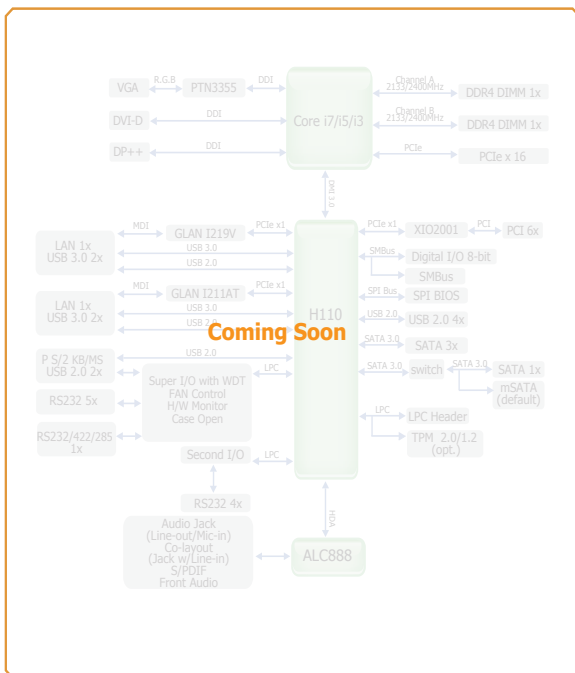 VGA
R.G.B
PTN3355
DDI
DVI-D
DDI
DP++
DDI
Core i7/i5/i3
Channel A
2133/2400MHz
DDR4 DIMM 1x
Channel B
2133/2400MHz
DDR4 DIMM 1x
PCIe
PCIe x 16
DMI 3.0
LAN 1x
USB 3.0 2x
MDI
GLAN I219V
PCIe x1
USB 3.0
USB 2.0
LAN 1x
USB 3.0 2x
MDI
GLAN I211AT
PCIe x1
USB 3.0
USB 2.0
H110
Coming Soon
PCIe x1
XIO2001
PCI
PCI 6x
SMBus
Digital I/O 8-bit
SMBus
SPI Bus
SPI BIOS
USB 2.0
USB 2.0 4x
SATA 3.0
SATA 3x
SATA 3.0
switch
SATA 3.0
SATA 1x
mSATA
(default)
LPC
LPC Header
TPM 2.0/1.2
(opt.)
P S/2 KB/MS
USB 2.0 2x
USB 2.0
RS232 5x
RS232/422/285
1x
Super I/O with WDT
FAN Control
H/W Monitor
Case Open
LPC
Second I/O
LPC
RS232 4x
HDA
Audio Jack
(Line-out/Mic-in)
Co-layout
(Jack w/Line-in)
S/PDIF
Front Audio
ALC888